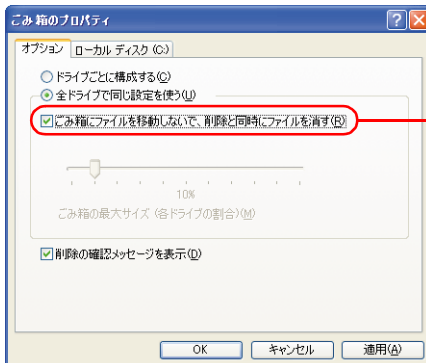 ごみ箱のプロパティ
オプション ローカル ディスク (C:)
ドライブごとに構成する(C)
全ドライブで同じ設定を使う(U)
ごみ箱にファイルを移動しないで、削除と同時にファイルを消す(R)
10%
ごみ箱の最大サイズ (各ドライブの割合)(M)
削除の確認メッセージを表示(D)
OK キャンセル 適用(A)